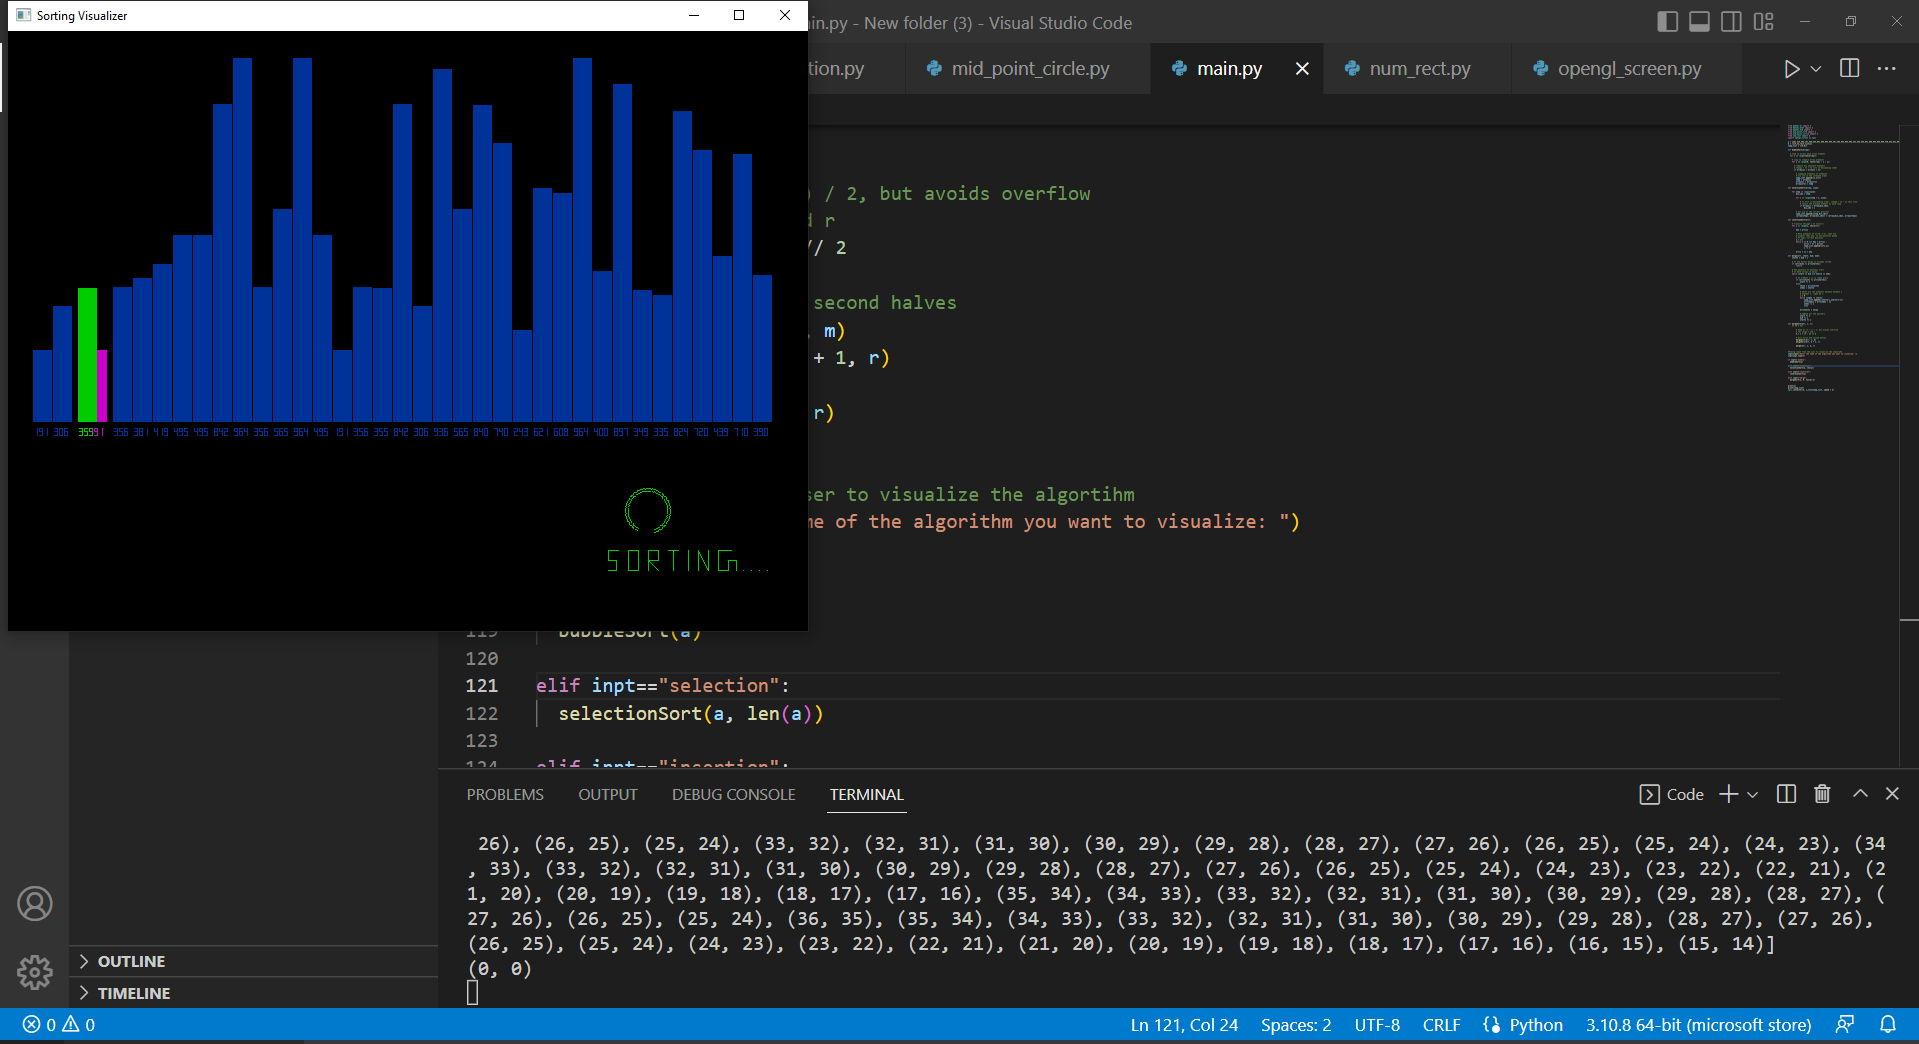 Sorting Visualizer
in.py - New folder (3) - Visual Studio Code
tion.py
mid_point_circle.py
main.py
num_rect.py
opengl_screen.py
) / 2, but avoids overflow
d r
// 2
second halves
, m)
+ 1, r)
r)
191 306 35591 356 381 419 495 495 842 964 356 565 964 495 191 356 355 842 306 936 565 840 740 243 621 608 964 400 897 349 335 824 720 439 710 390
SORTING....
ser to visualize the algortihm
me of the algorithm you want to visualize: ")
119 bubbleSort(a)
120
121 elif inpt=="selection":
122 selectionSort(a, len(a))
123
124 elif inpt=="insertion":
PROBLEMS OUTPUT DEBUG CONSOLE TERMINAL
Code
26), (26, 25), (25, 24), (33, 32), (32, 31), (31, 30), (30, 29), (29, 28), (28, 27), (27, 26), (26, 25), (25, 24), (24, 23), (34
, 33), (33, 32), (32, 31), (31, 30), (30, 29), (29, 28), (28, 27), (27, 26), (26, 25), (25, 24), (24, 23), (23, 22), (22, 21), (2
1, 20), (20, 19), (19, 18), (18, 17), (17, 16), (35, 34), (34, 33), (33, 32), (32, 31), (31, 30), (30, 29), (29, 28), (28, 27), (
27, 26), (26, 25), (25, 24), (36, 35), (35, 34), (34, 33), (33, 32), (32, 31), (31, 30), (30, 29), (29, 28), (28, 27), (27, 26),
(26, 25), (25, 24), (24, 23), (23, 22), (22, 21), (21, 20), (20, 19), (19, 18), (18, 17), (17, 16), (16, 15), (15, 14)]
(0, 0)
OUTLINE
TIMELINE
0 0
Ln 121, Col 24 Spaces: 2 UTF-8 CRLF Python 3.10.8 64-bit (microsoft store)